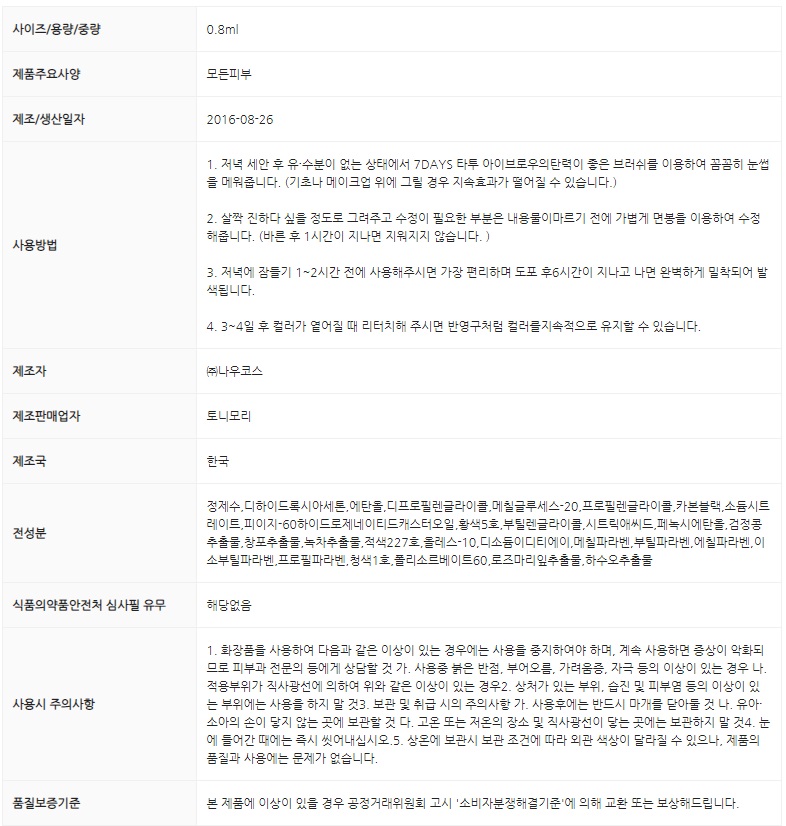 사이즈/용량/중량
0.8ml
제품주요사양
모든피부
제조/생산일자
2016-08-26
사용방법
1. 저녁 세안 후 유·수분이 없는 상태에서 7DAYS 타투 아이브로우의탄력이 좋은 브러쉬를 이용하여 꼼꼼히 눈썹
을 메워줍니다. (기초나 메이크업 위에 그릴 경우 지속효과가 떨어질 수 있습니다.)
2. 살짝 진하다 싶을 정도로 그려주고 수정이 필요한 부분은 내용물이마르기 전에 가볍게 면봉을 이용하여 수정
해줍니다. (바른 후 1시간이 지나면 지워지지 않습니다. )
3. 저녁에 잠들기 1~2시간 전에 사용해주시면 가장 편리하며 도포 후6시간이 지나고 나면 완벽하게 밀착되어 발
색됩니다.
4. 3~4일 후 컬러가 옅어질 때 리터치해 주시면 반영구처럼 컬러를지속적으로 유지할 수 있습니다.
제조자
㈜나우코스
제조판매업자
토니모리
제조국
한국
전성분
정제수,디하이드록시아세톤,에탄올,디프로필렌글라이콜,메칠글루세스-20,프로필렌글라이콜,카본블랙,소듐시트
레이트,피이지-60하이드로제네이티드캐스터오일,황색5호,부틸렌글라이콜,시트릭애씨드,페녹시에탄올,검정콩
추출물,창포추출물,녹차추출물,적색227호,올레스-10,디소듐이디티에이,메칠파라벤,부틸파라벤,에칠파라벤,이
소부틸파라벤,프로필파라벤,청색1호,폴리소르베이트60,로즈마리잎추출물,하수오추출물
식품의약품안전처 심사필 유무
해당없음
사용시 주의사항
1. 화장품을 사용하여 다음과 같은 이상이 있는 경우에는 사용을 중지하여야 하며, 계속 사용하면 증상이 악화되
므로 피부과 전문의 등에게 상담할 것 가. 사용중 붉은 반점, 부어오름, 가려움증, 자극 등의 이상이 있는 경우 나.
적용부위가 직사광선에 의하여 위와 같은 이상이 있는 경우2. 상처가 있는 부위, 습진 및 피부염 등의 이상이 있
는 부위에는 사용을 하지 말 것3. 보관 및 취급 시의 주의사항 가. 사용후에는 반드시 마개를 닫아둘 것 나. 유아·
소아의 손이 닿지 않는 곳에 보관할 것 다. 고온 또는 저온의 장소 및 직사광선이 닿는 곳에는 보관하지 말 것4. 눈
에 들어간 때에는 즉시 씻어내십시오.5. 상온에 보관시 보관 조건에 따라 외관 색상이 달라질 수 있으나, 제품의
품질과 사용에는 문제가 없습니다.
품질보증기준
본 제품에 이상이 있을 경우 공정거래위원회 고시 '소비자분쟁해결기준'에 의해 교환 또는 보상해드립니다.